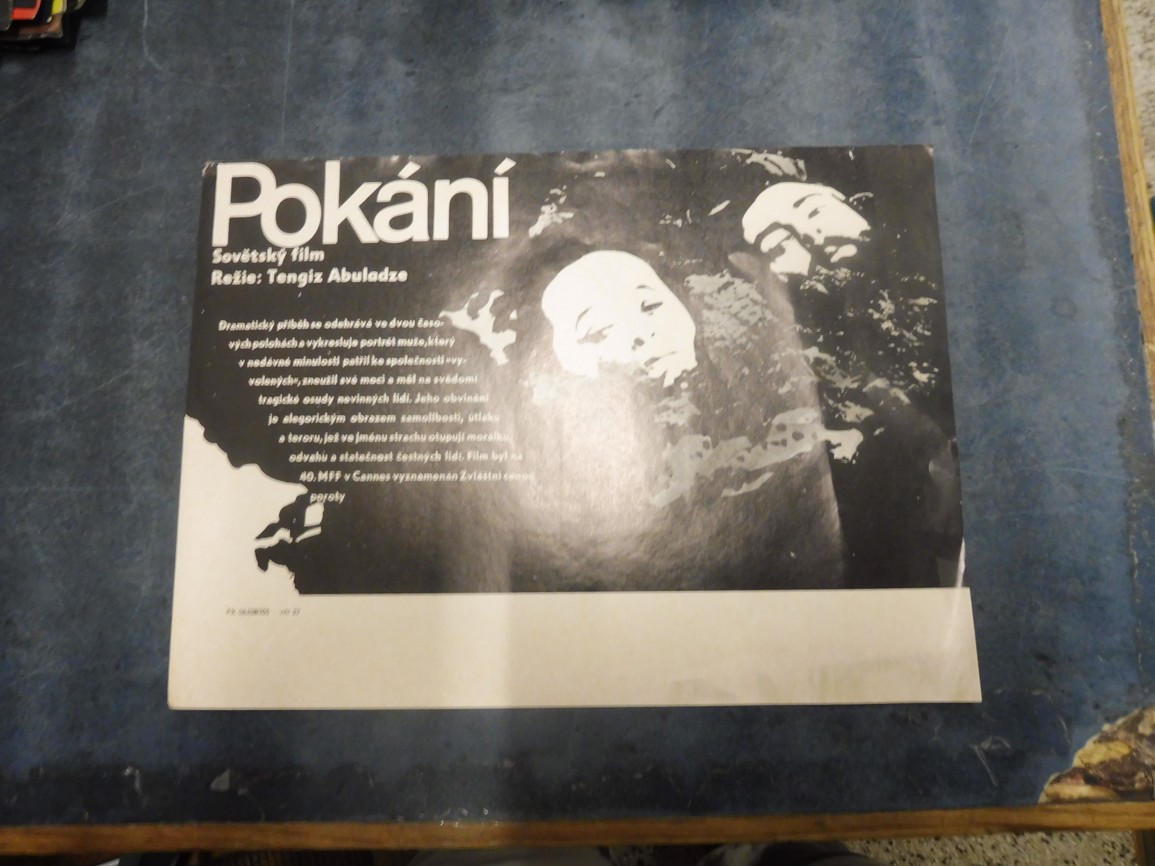 Pokání
Sovětský film
Režie: Tengiz Abuladze
Dramatický příběh se odehrává ve dvou časo-
vých polohách a vykresluje portrét muže, který
v nedávné minulosti patřil ke společnosti »vy-
volených«, zneužil své moci a měl na svědomí
tragické osudy nevinných lidí. Jeho obvinění
je alegorickým obrazem samolibosti, útlaku
a teroru, jež ve jménu strachu otupují morálku,
odvahu a statečnost čestných lidí. Film byl na
40. MFF v Cannes vyznamenán Zvláštní cenou
poroty